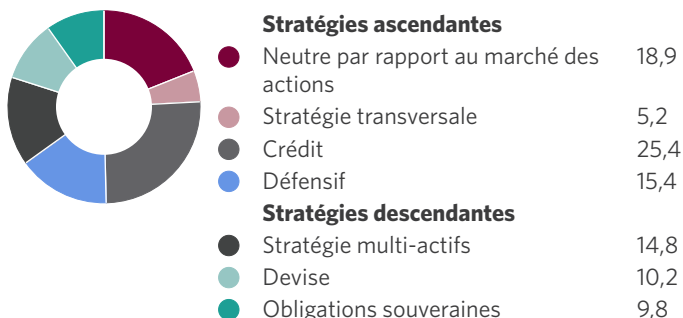 Stratégies ascendantes
Neutre par rapport au marché des 18,9
actions
Stratégie transversale 5,2
Crédit 25,4
Défensif 15,4
Stratégies descendantes
Stratégie multi-actifs 14,8
Devise 10,2
Obligations souveraines 9,8